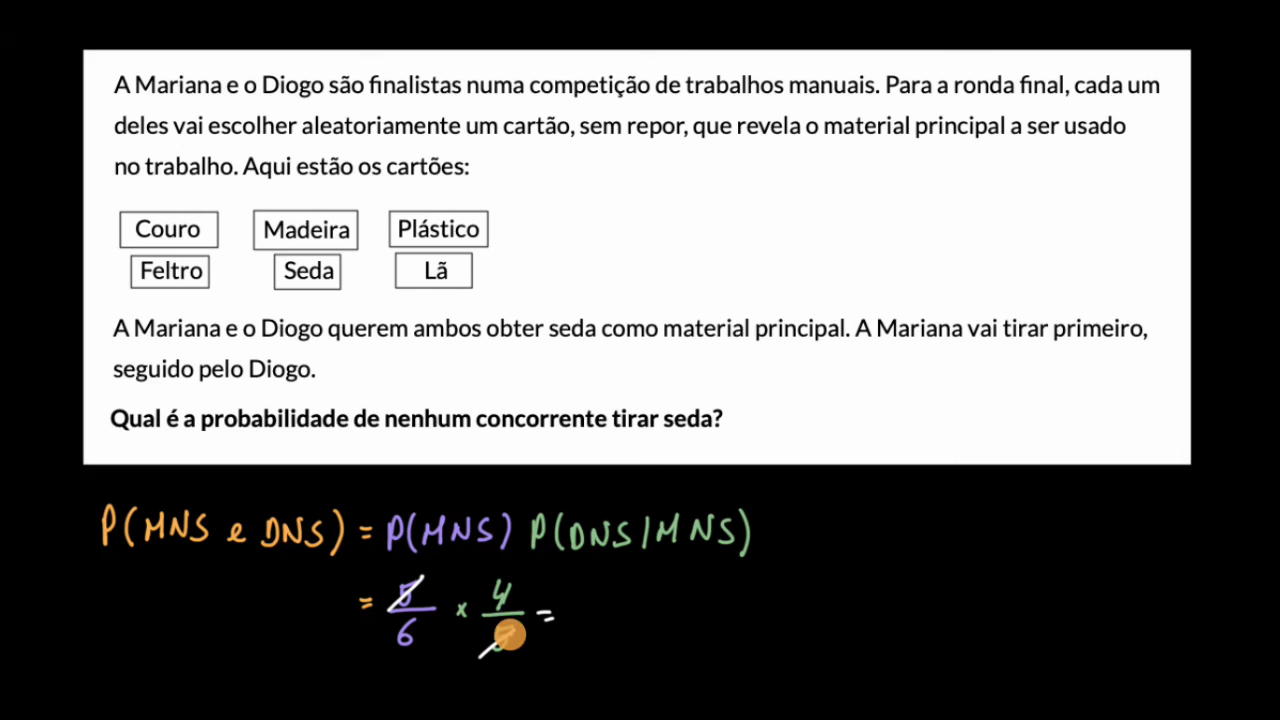 A Mariana e o Diogo são finalistas numa competição de trabalhos manuais. Para a ronda final, cada um
deles vai escolher aleatoriamente um cartão, sem repor, que revela o material principal a ser usado
no trabalho. Aqui estão os cartões:
Couro Madeira Plástico
Feltro Seda Lã
A Mariana e o Diogo querem ambos obter seda como material principal. A Mariana vai tirar primeiro,
seguido pelo Diogo.
Qual é a probabilidade de nenhum concorrente tirar seda?
P(MNS e DNS) = P(MNS) P(DNS|MNS)
= 5/6 × 4/5 =